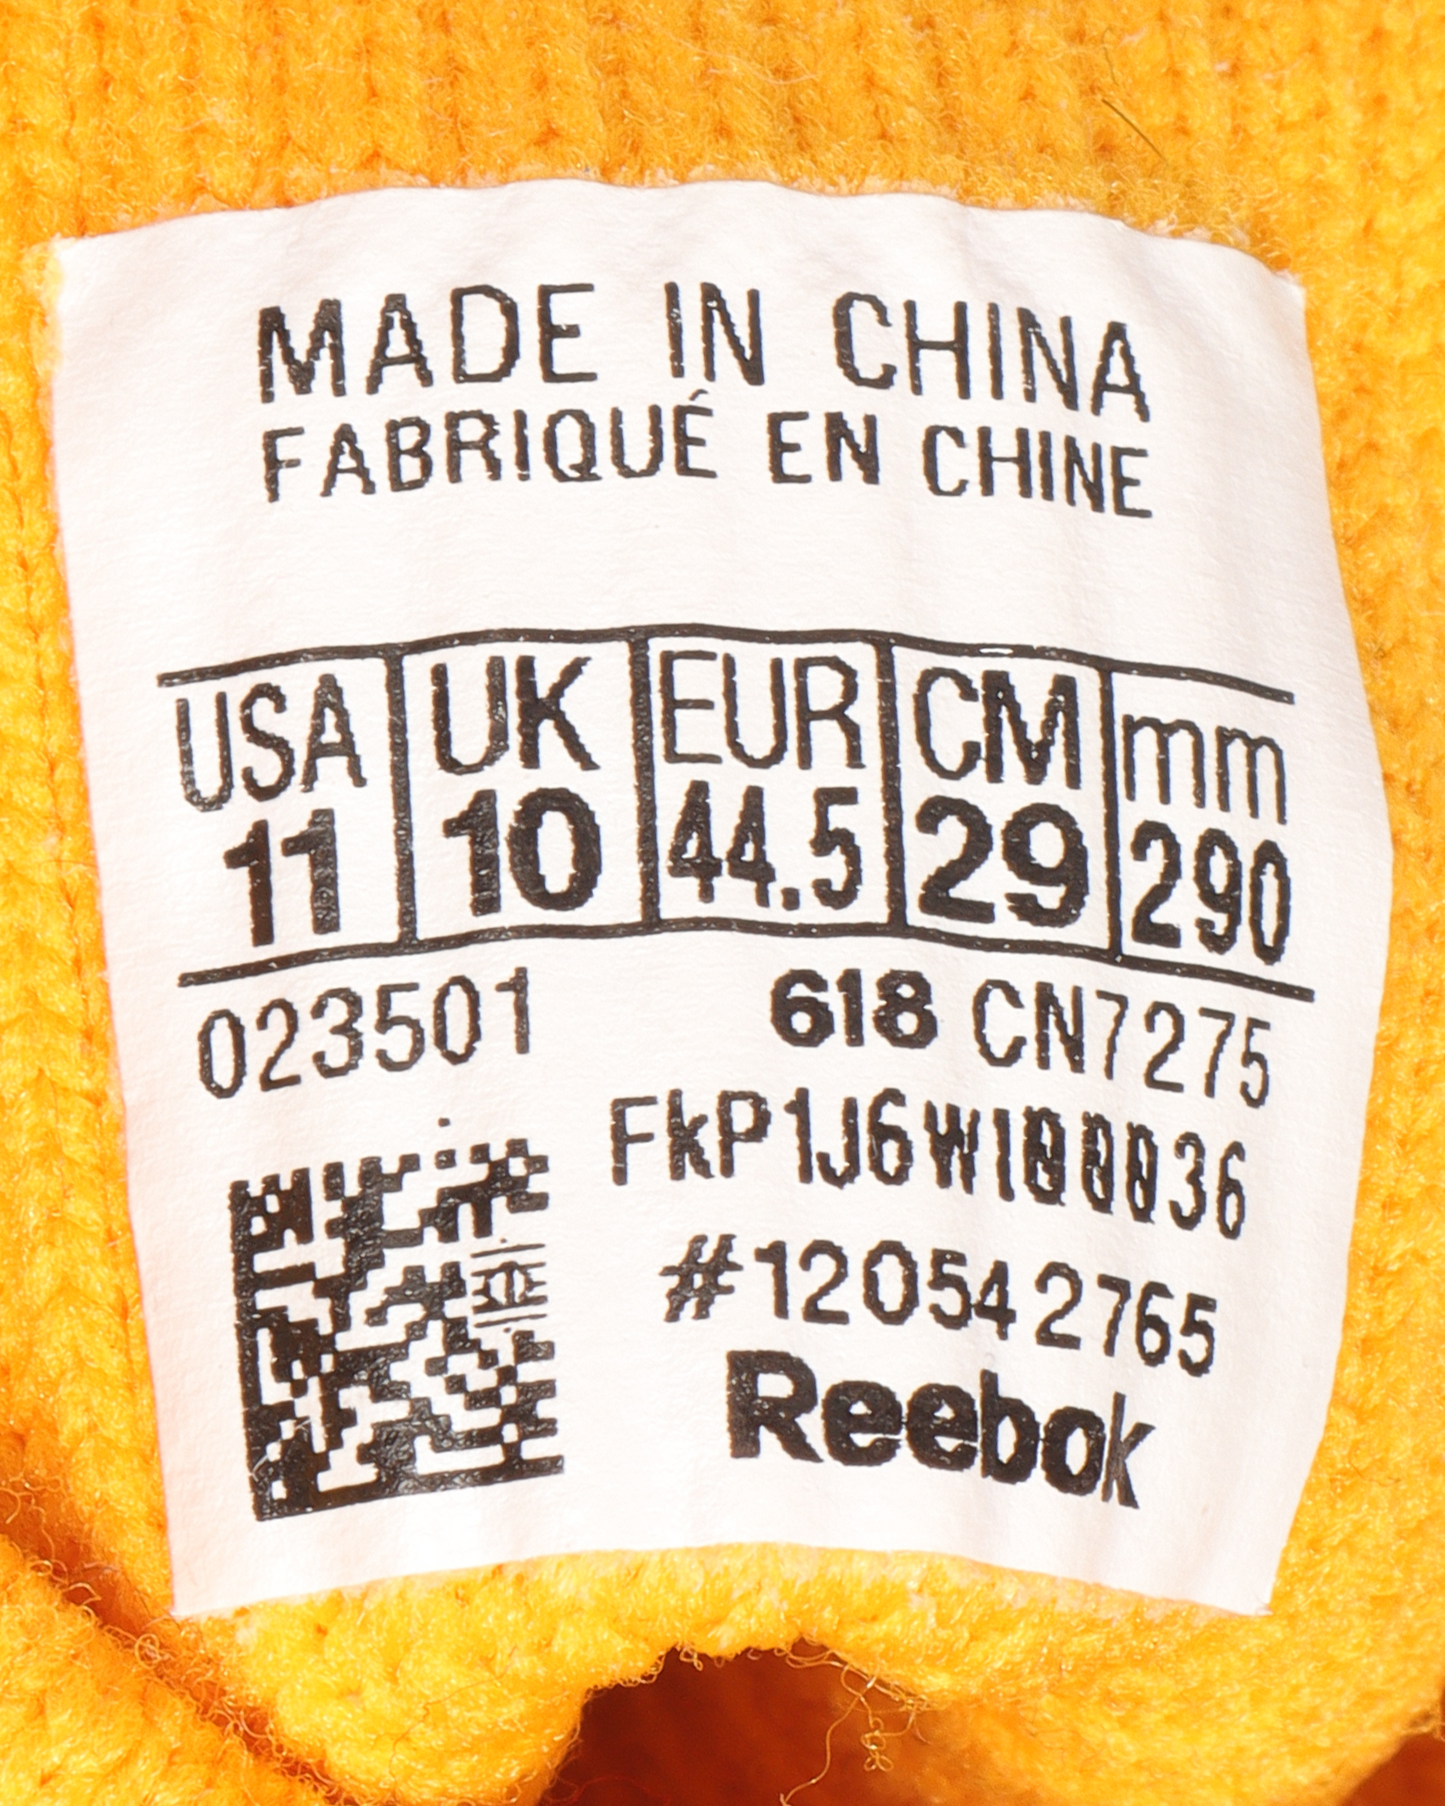 MADE IN CHINA
FABRIQUÉ EN CHINE
USA UK EUR CM mm
11 10 44.5 29 290
023501 618 CN7275
#120542765
Reebok